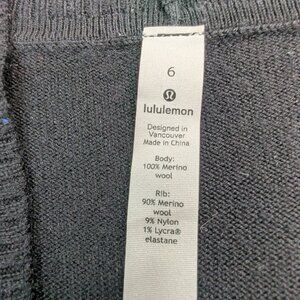 6
lululemon
Designed in
Vancouver
Made in China
Body:
100% Merino
wool
Rib:
90% Merino
wool
9% Nylon
1% Lycra®
elastane